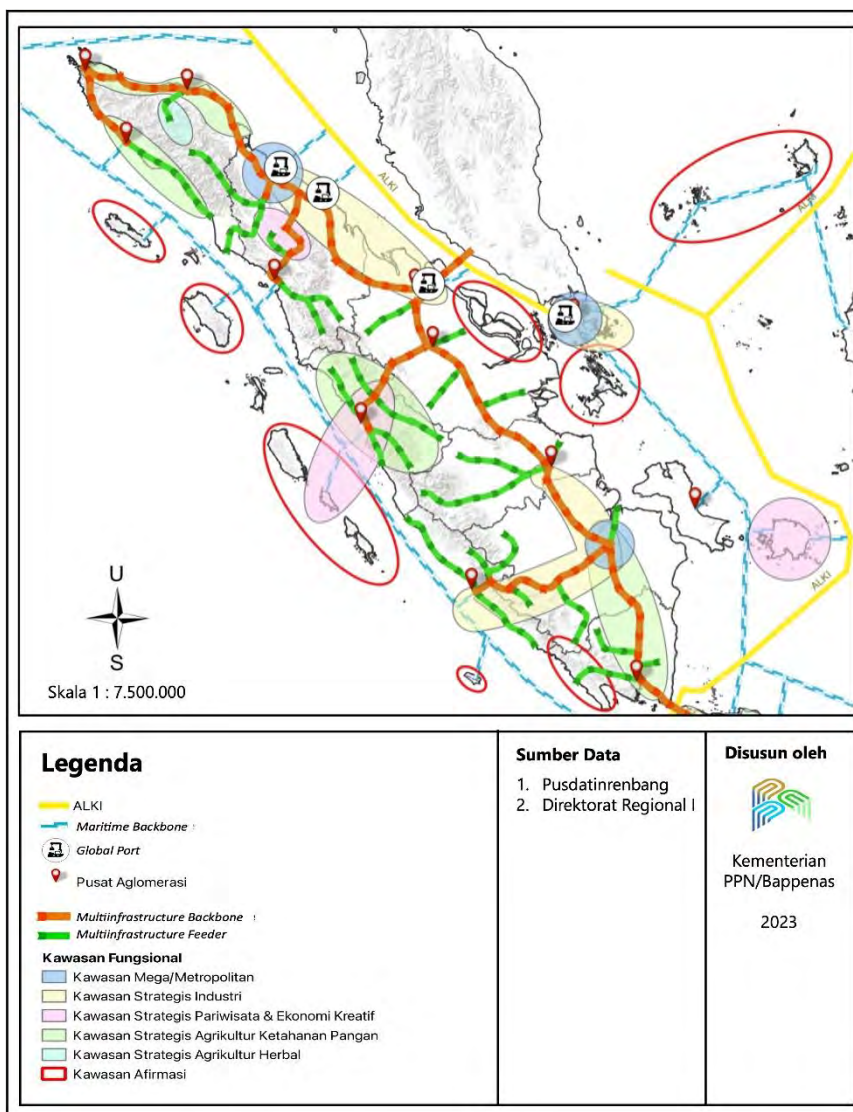 ALKI
ALKI
ALKI
U
S
Skala 1 : 7.500.000
Legenda
ALKI
Maritime Backbone
Global Port
Pusat Aglomerasi
Multiinfrastructure Backbone
Multiinfrastructure Feeder
Kawasan Fungsional
Kawasan Mega/Metropolitan
Kawasan Strategis Industri
Kawasan Strategis Pariwisata & Ekonomi Kreatif
Kawasan Strategis Agrikultur Ketahanan Pangan
Kawasan Strategis Agrikultur Herbal
Kawasan Afirmasi
Sumber Data
1. Pusdatinrenbang
2. Direktorat Regional I
Disusun oleh
Kementerian
PPN/Bappenas
2023